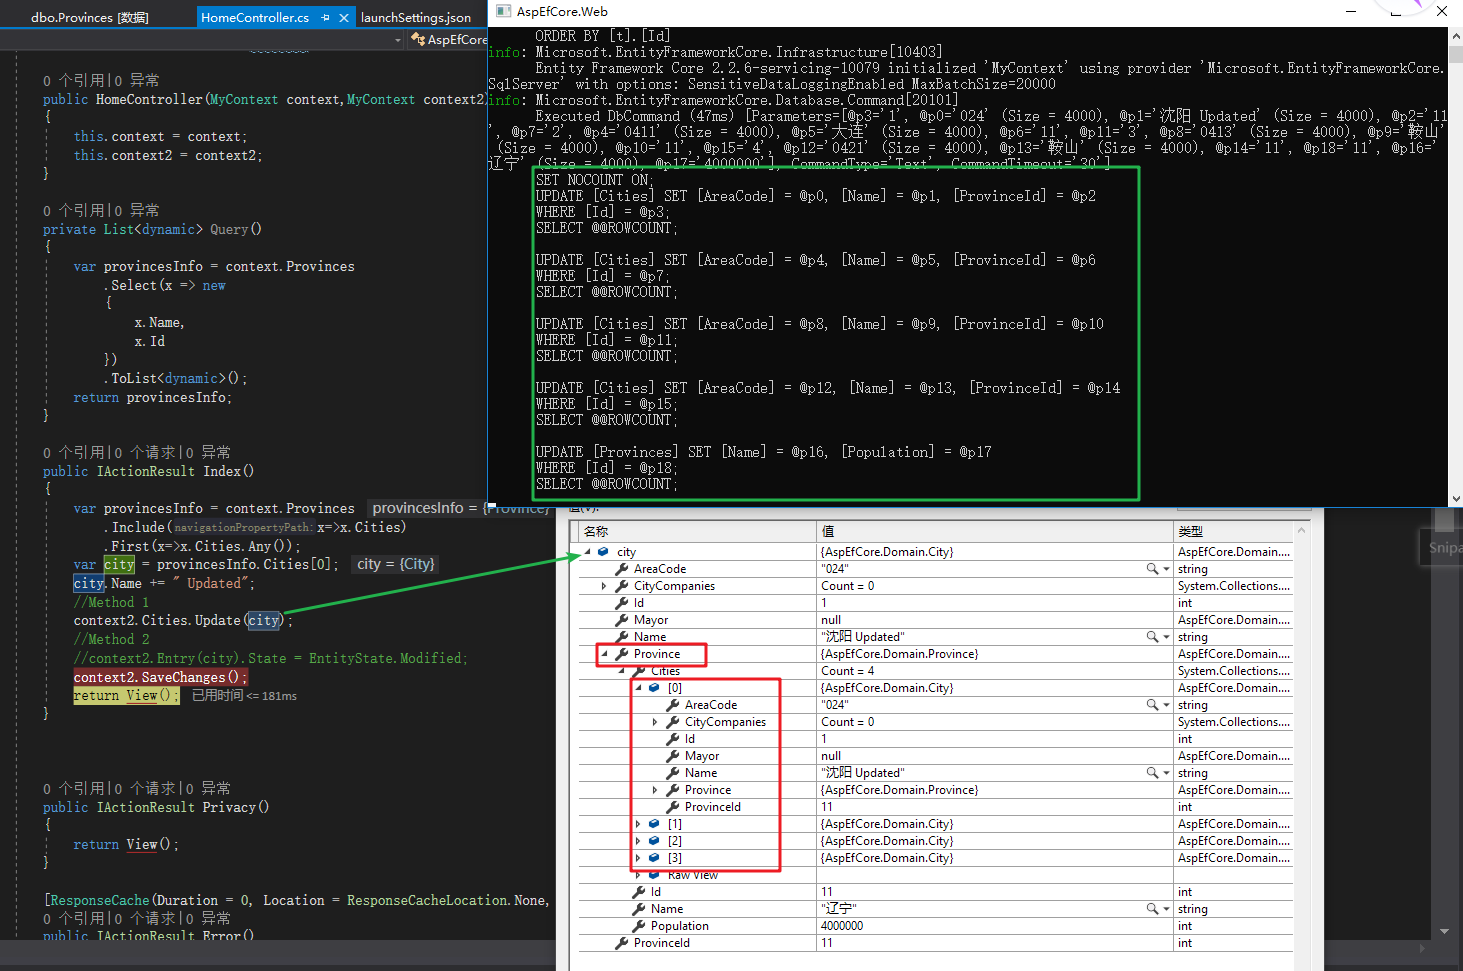 dbo.Provinces [数据]
HomeController.cs
launchSettings.json
AspEfCore
0 个引用|0 异常
public HomeController(MyContext context,MyContext context2)
{
this.context = context;
this.context2 = context2;
}
0 个引用|0 异常
private List<dynamic> Query()
{
var provincesInfo = context.Provinces
.Select(x => new
{
x.Name,
x.Id
})
.ToList<dynamic>();
return provincesInfo;
}
0 个引用|0 个请求|0 异常
public IActionResult Index()
{
var provincesInfo = context.Provinces provincesInfo = {Province}
.Include(navigationPropertyPath: x=>x.Cities)
.First(x=>x.Cities.Any());
var city = provincesInfo.Cities[0]; city = {City}
city.Name += " Updated";
//Method 1
context2.Cities.Update(city);
//Method 2
//context2.Entry(city).State = EntityState.Modified;
context2.SaveChanges();
return View(); 已用时间 <= 181ms
}
0 个引用|0 个请求|0 异常
public IActionResult Privacy()
{
return View();
}
[ResponseCache(Duration = 0, Location = ResponseCacheLocation.None,
0 个引用|0 个请求|0 异常
public IActionResult Error()
AspEfCore.Web
ORDER BY [t].[Id]
info: Microsoft.EntityFrameworkCore.Infrastructure[10403]
Entity Framework Core 2.2.6-servicing-10079 initialized 'MyContext' using provider 'Microsoft.EntityFrameworkCore.
SqlServer' with options: SensitiveDataLoggingEnabled MaxBatchSize=20000
info: Microsoft.EntityFrameworkCore.Database.Command[20101]
Executed DbCommand (47ms) [Parameters=[@p3='1', @p0='024' (Size = 4000), @p1='沈阳 Updated' (Size = 4000), @p2='11
', @p7='2', @p4='0411' (Size = 4000), @p5='大连' (Size = 4000), @p6='11', @p11='3', @p8='0413' (Size = 4000), @p9='鞍山'
(Size = 4000), @p10='11', @p15='4', @p12='0421' (Size = 4000), @p13='鞍山' (Size = 4000), @p14='11', @p18='11', @p16='
辽宁' (Size = 4000), @p17='4000000'], CommandType='Text', CommandTimeout='30']
SET NOCOUNT ON;
UPDATE [Cities] SET [AreaCode] = @p0, [Name] = @p1, [ProvinceId] = @p2
WHERE [Id] = @p3;
SELECT @@ROWCOUNT;
UPDATE [Cities] SET [AreaCode] = @p4, [Name] = @p5, [ProvinceId] = @p6
WHERE [Id] = @p7;
SELECT @@ROWCOUNT;
UPDATE [Cities] SET [AreaCode] = @p8, [Name] = @p9, [ProvinceId] = @p10
WHERE [Id] = @p11;
SELECT @@ROWCOUNT;
UPDATE [Cities] SET [AreaCode] = @p12, [Name] = @p13, [ProvinceId] = @p14
WHERE [Id] = @p15;
SELECT @@ROWCOUNT;
UPDATE [Provinces] SET [Name] = @p16, [Population] = @p17
WHERE [Id] = @p18;
SELECT @@ROWCOUNT;
值(V):
名称 值 类型
city {AspEfCore.Domain.City} AspEfCore.Domain....
AreaCode "024" string
CityCompanies Count = 0 System.Collections....
Id 1 int
Mayor null AspEfCore.Domain....
Name "沈阳 Updated" string
Province {AspEfCore.Domain.Province} AspEfCore.Domain....
Cities Count = 4 System.Collections....
[0] {AspEfCore.Domain.City} AspEfCore.Domain....
AreaCode "024" string
CityCompanies Count = 0 System.Collections....
Id 1 int
Mayor null AspEfCore.Domain....
Name "沈阳 Updated" string
Province {AspEfCore.Domain.Province} AspEfCore.Domain....
ProvinceId 11 int
[1] {AspEfCore.Domain.City} AspEfCore.Domain....
[2] {AspEfCore.Domain.City} AspEfCore.Domain....
[3] {AspEfCore.Domain.City} AspEfCore.Domain....
Raw View
Id 11 int
Name "辽宁" string
Population 4000000 int
ProvinceId 11 int
Snipa